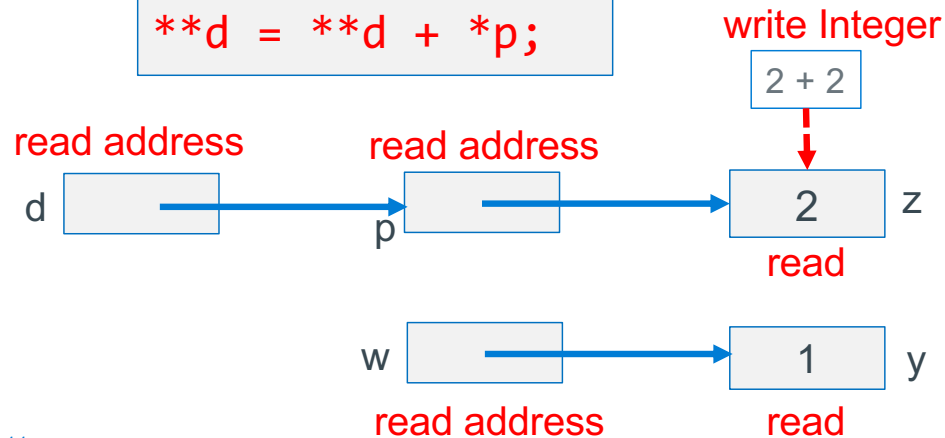 **d = **d + *p;
write Integer
2 + 2
read address
read address
d
p
2
z
read
w
1
y
read address
read